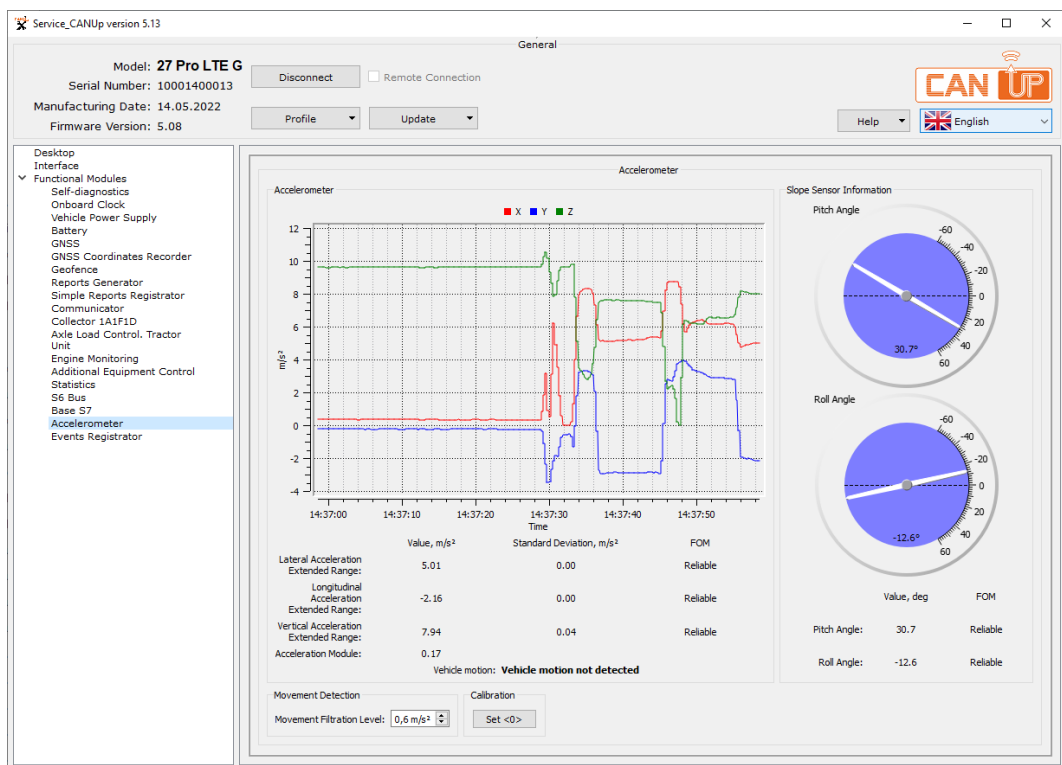 Service_CANUp version 5.13
General
Model: 27 Pro LTE G
Serial Number: 10001400013
Manufacturing Date: 14.05.2022
Firmware Version: 5.08
Disconnect
Remote Connection
Profile
Update
CAN UP
Help
English
Desktop
Interface
Functional Modules
Self-diagnostics
Onboard Clock
Vehicle Power Supply
Battery
GNSS
GNSS Coordinates Recorder
Geofence
Reports Generator
Simple Reports Registrator
Communicator
Collector 1A1F1D
Axle Load Control. Tractor
Unit
Engine Monitoring
Additional Equipment Control
Statistics
S6 Bus
Base S7
Accelerometer
Events Registrator
Accelerometer
Accelerometer
X Y Z
12
10
8
6
4
2
0
-2
-4
m/s²
14:37:00 14:37:10 14:37:20 14:37:30 14:37:40 14:37:50
Time
Value, m/s² Standard Deviation, m/s² FOM
Lateral Acceleration
Extended Range: 5.01 0.00 Reliable
Longitudinal
Acceleration
Extended Range: -2.16 0.00 Reliable
Vertical Acceleration
Extended Range: 7.94 0.04 Reliable
Acceleration Module: 0.17
Vehicle motion: Vehicle motion not detected
Movement Detection
Movement Filtration Level: 0,6 m/s²
Calibration
Set <0>
Slope Sensor Information
Pitch Angle
-60
-40
-20
0
20
40
60
30.7°
Roll Angle
-60
-40
-20
0
20
40
60
-12.6°
Value, deg FOM
Pitch Angle: 30.7 Reliable
Roll Angle: -12.6 Reliable